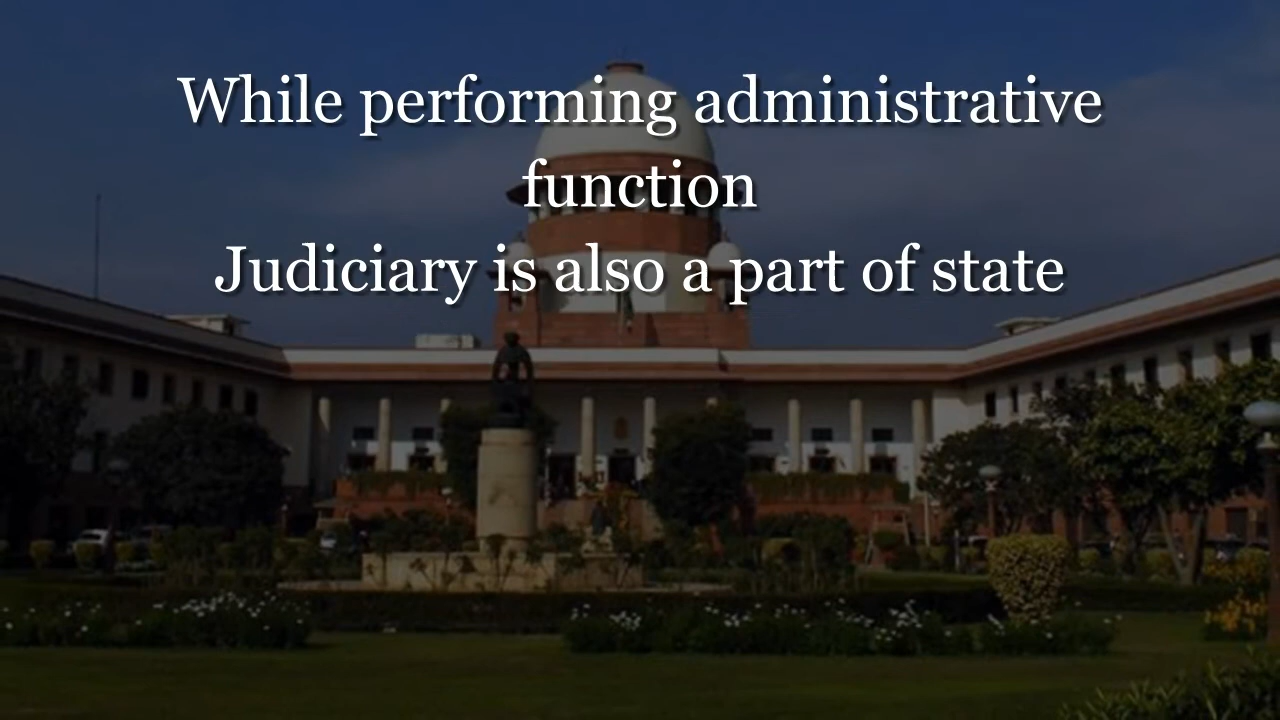 While performing administrative
function
Judiciary is also a part of state